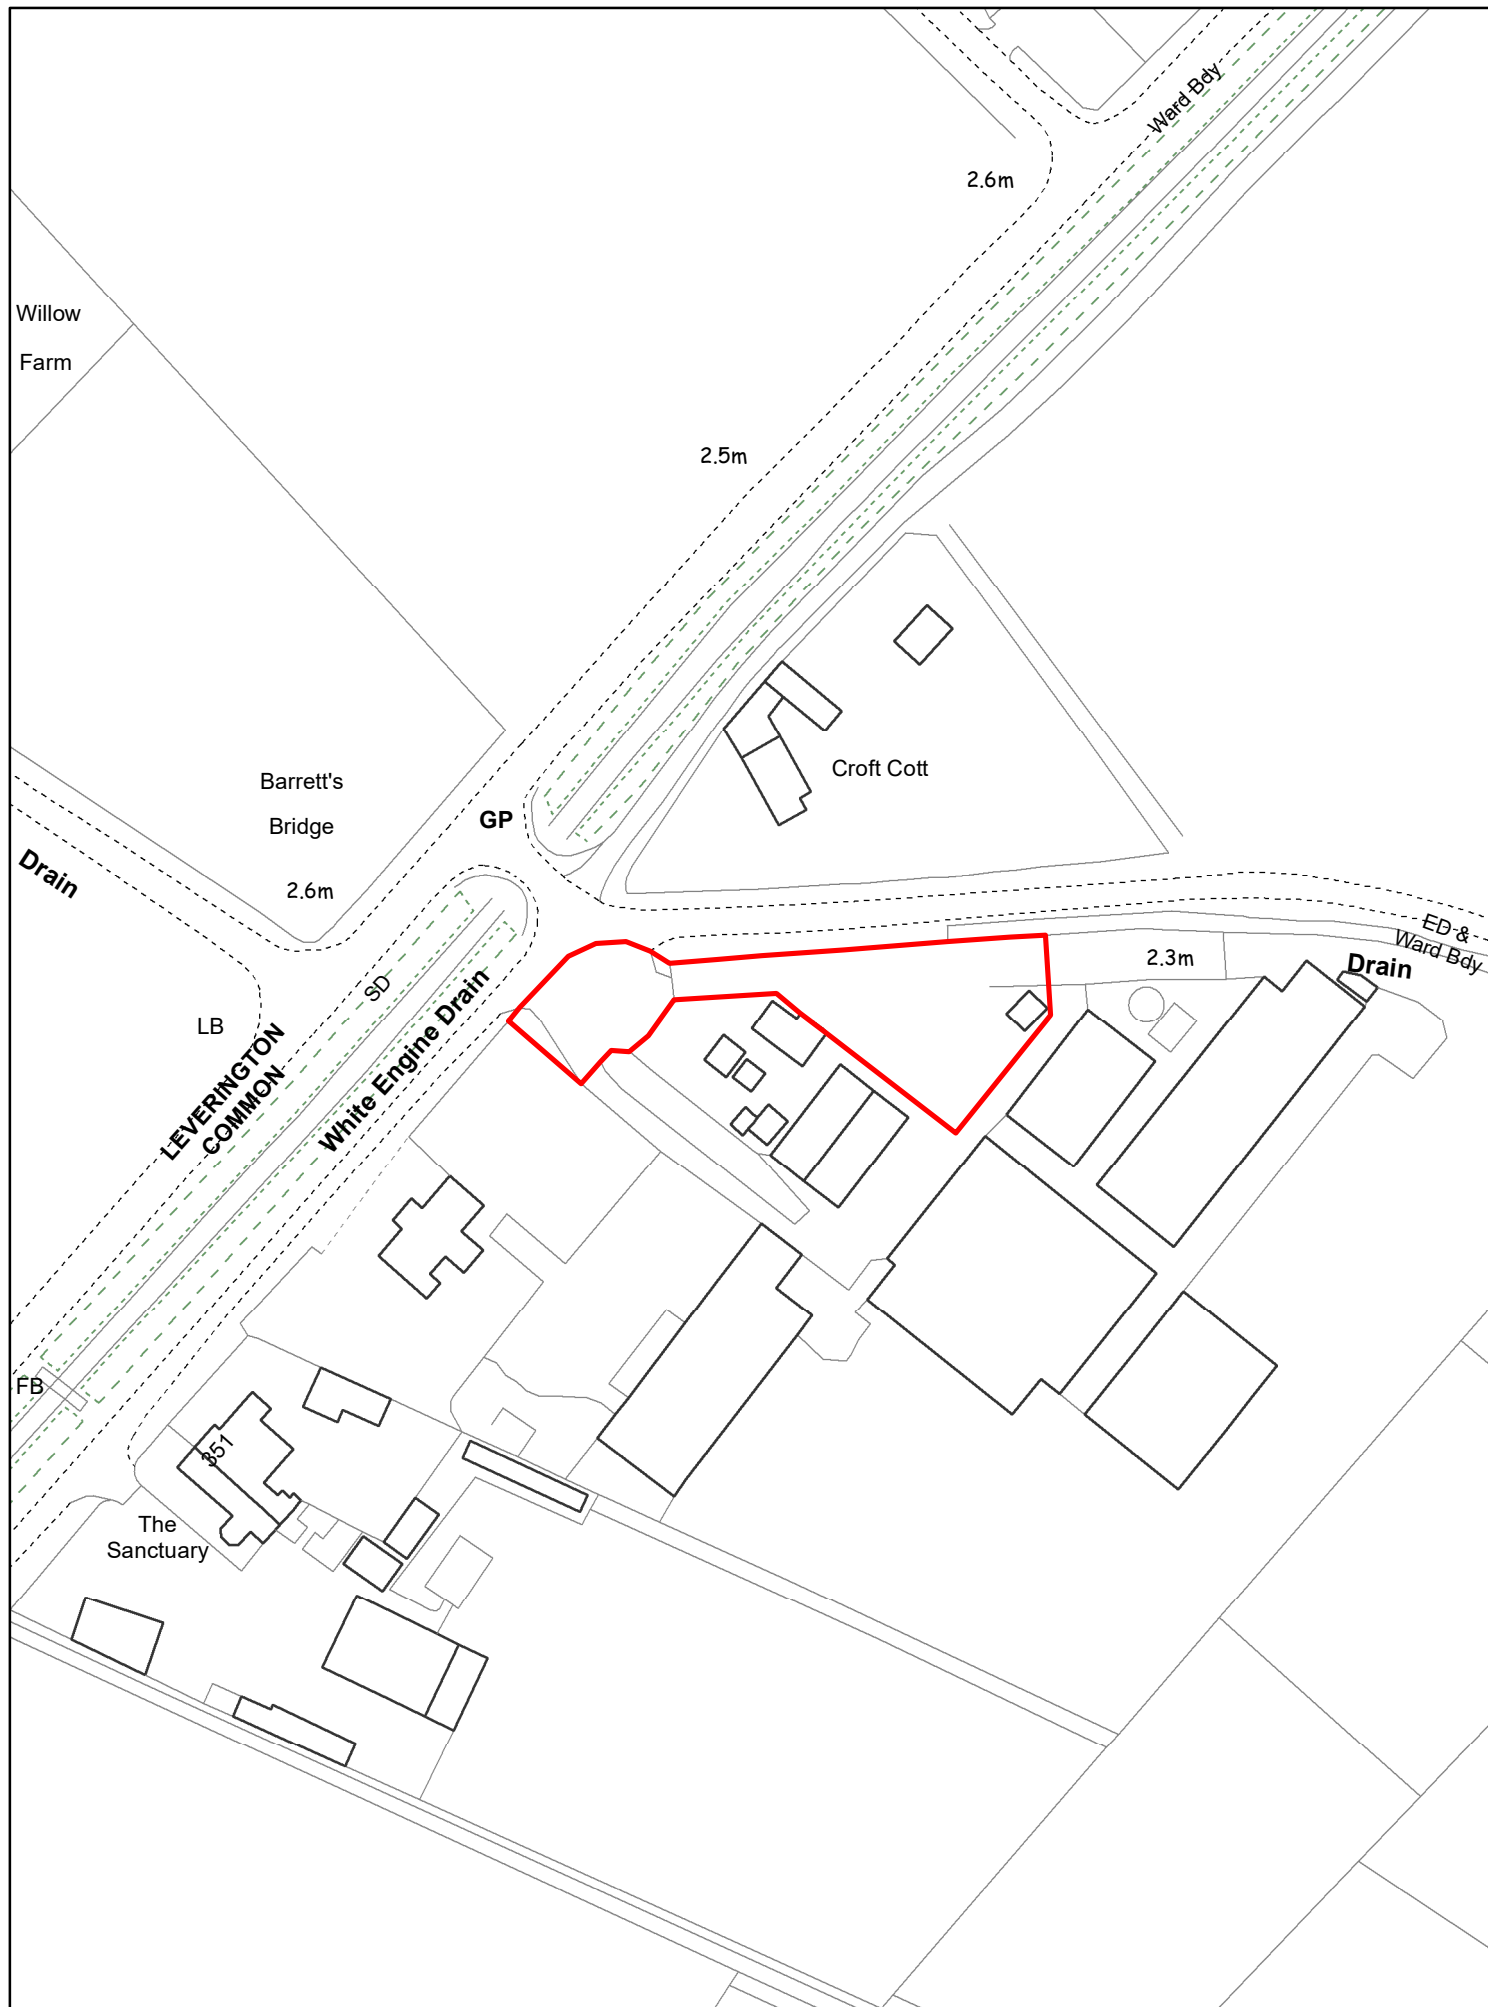 Ward Bdy
2.6m
Willow
Farm
2.5m
Croft Cott
Barrett's
Bridge
GP
Drain
2.6m
ED &
Ward Bdy
2.3m
Drain
SD
LB
White Engine Drain
LEVERINGTON
COMMON
FB
351
The
Sanctuary